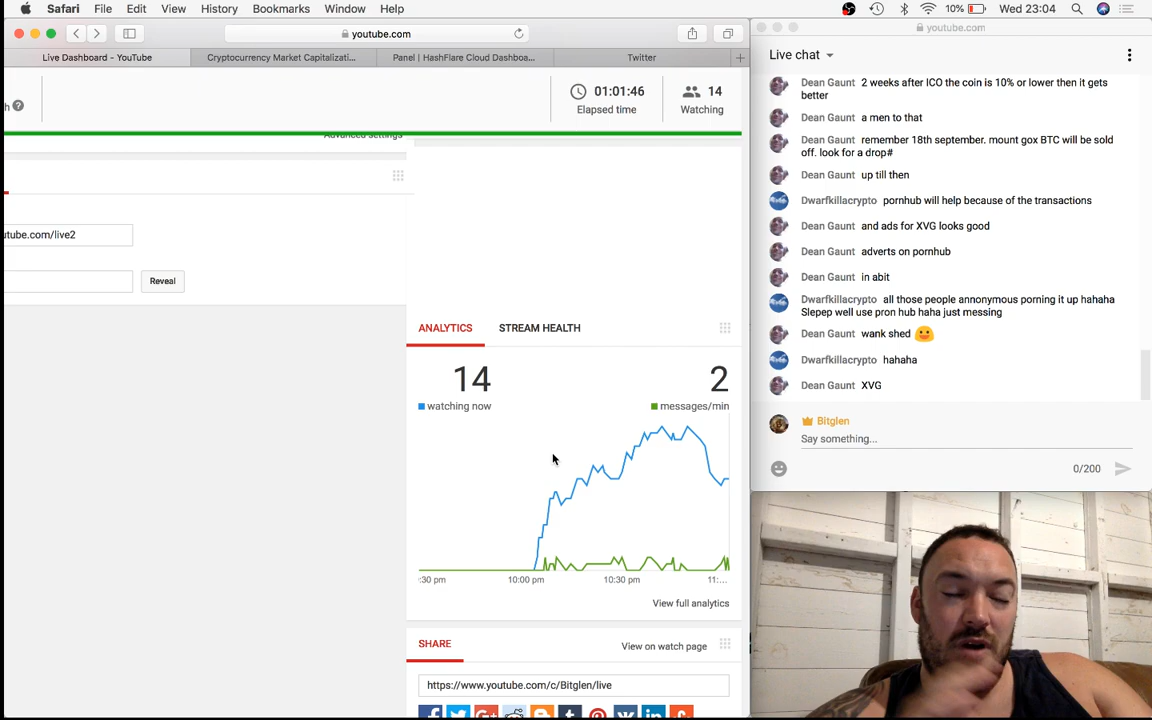 Safari File Edit View History Bookmarks Window Help
10% Wed 23:04
youtube.com
youtube.com
Live Dashboard - YouTube
Cryptocurrency Market Capitalizati...
Panel | HashFlare Cloud Dashboa...
Twitter
h ?
01:01:46
Elapsed time
14
Watching
Advanced settings
utube.com/live2
Reveal
ANALYTICS
STREAM HEALTH
14
watching now
2
messages/min
:30 pm
10:00 pm
10:30 pm
11:...
View full analytics
SHARE
View on watch page
https://www.youtube.com/c/Bitglen/live
Live chat
Dean Gaunt 2 weeks after ICO the coin is 10% or lower then it gets
better
Dean Gaunt a men to that
Dean Gaunt remember 18th september. mount gox BTC will be sold
off. look for a drop#
Dean Gaunt up till then
Dwarfkillacrypto pornhub will help because of the transactions
Dean Gaunt and ads for XVG looks good
Dean Gaunt adverts on pornhub
Dean Gaunt in abit
Dwarfkillacrypto all those people annonymous porning it up hahaha
Slepep well use pron hub haha just messing
Dean Gaunt wank shed
Dwarfkillacrypto hahaha
Dean Gaunt XVG
Bitglen
Say something...
0/200